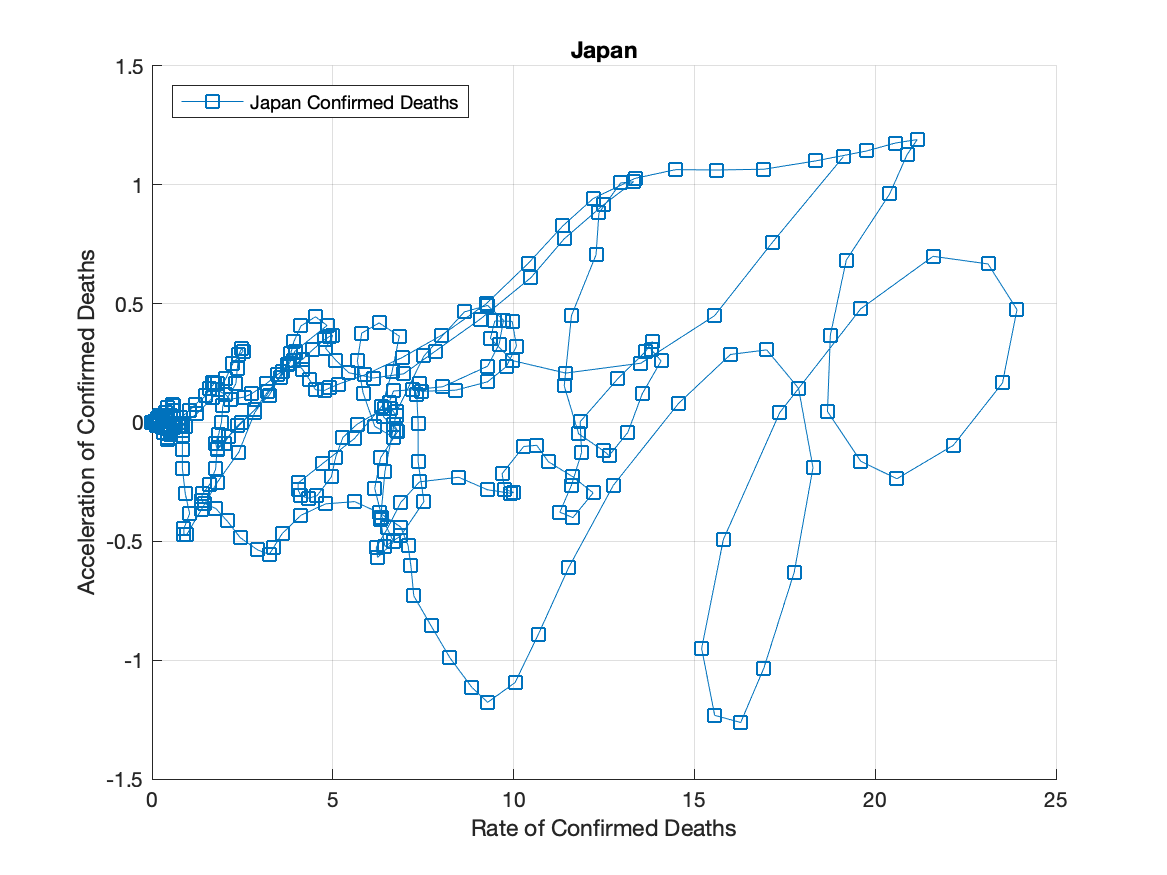 Japan
1.5
Japan Confirmed Deaths
1
0.5
0
-0.5
-1
-1.5
Acceleration of Confirmed Deaths
0 5 10 15 20 25
Rate of Confirmed Deaths